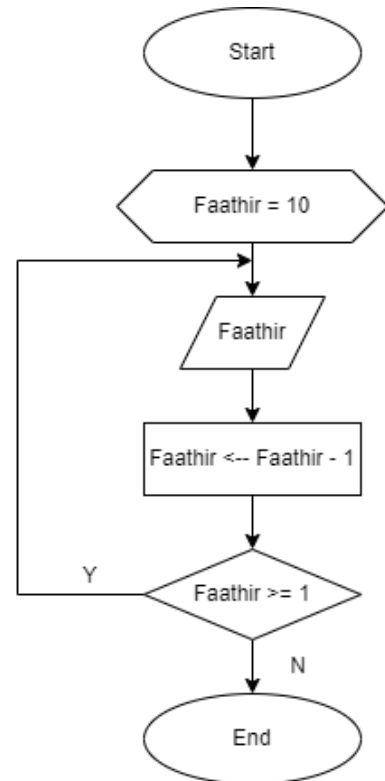 Start
Faathir = 10
Faathir
Faathir <-- Faathir - 1
Faathir >= 1
Y
N
End